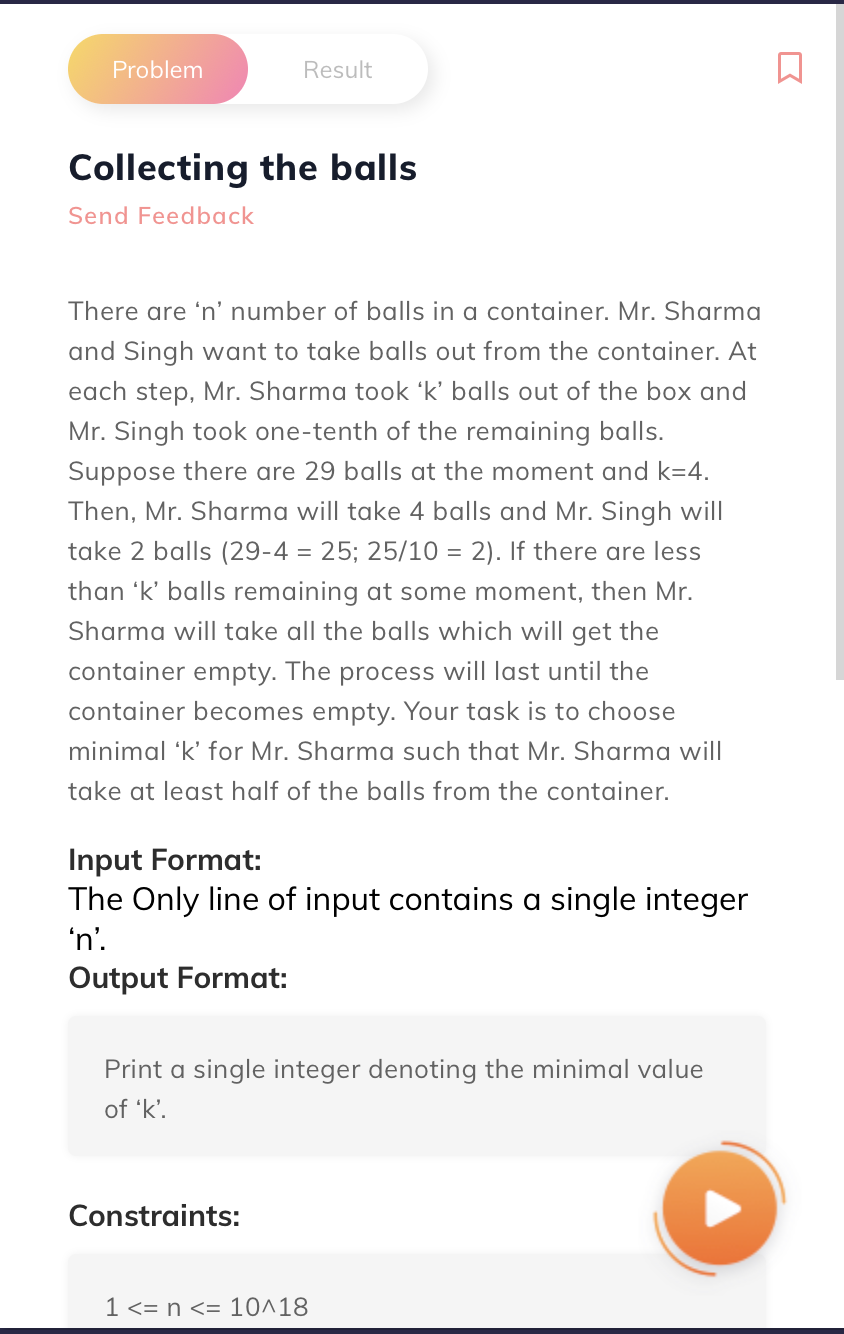 Problem
Result
Collecting the balls
Send Feedback
There are ‘n’ number of balls in a container. Mr. Sharma
and Singh want to take balls out from the container. At
each step, Mr. Sharma took ‘k’ balls out of the box and
Mr. Singh took one-tenth of the remaining balls.
Suppose there are 29 balls at the moment and k=4.
Then, Mr. Sharma will take 4 balls and Mr. Singh will
take 2 balls (29-4 = 25; 25/10 = 2). If there are less
than ‘k’ balls remaining at some moment, then Mr.
Sharma will take all the balls which will get the
container empty. The process will last until the
container becomes empty. Your task is to choose
minimal ‘k’ for Mr. Sharma such that Mr. Sharma will
take at least half of the balls from the container.
Input Format:
The Only line of input contains a single integer
‘n’.
Output Format:
Print a single integer denoting the minimal value
of ‘k’.
Constraints:
1 <= n <= 10^18